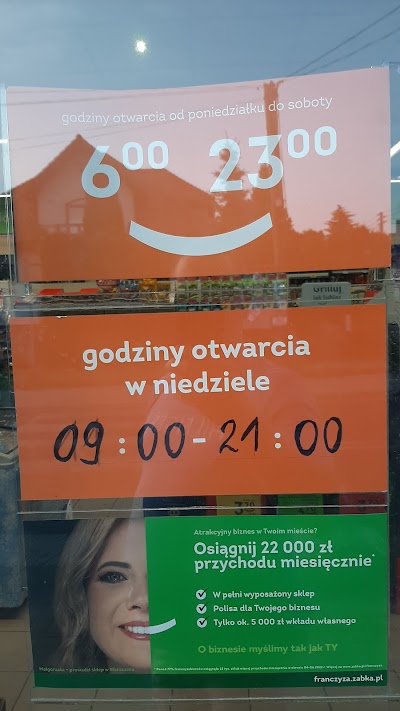 godziny otwarcia od poniedziałku do soboty
6⁰⁰ 23⁰⁰
godziny otwarcia
w niedziele
09:00-21:00
Atrakcyjny biznes w Twoim mieście?
Osiągnij 22 000 zł
przychodu miesięcznie*
W pełni wyposażony sklep
Polisa dla Twojego biznesu
Tylko ok. 5 000 zł wkładu własnego
O biznesie myślimy tak jak TY
franczyza.zabka.pl